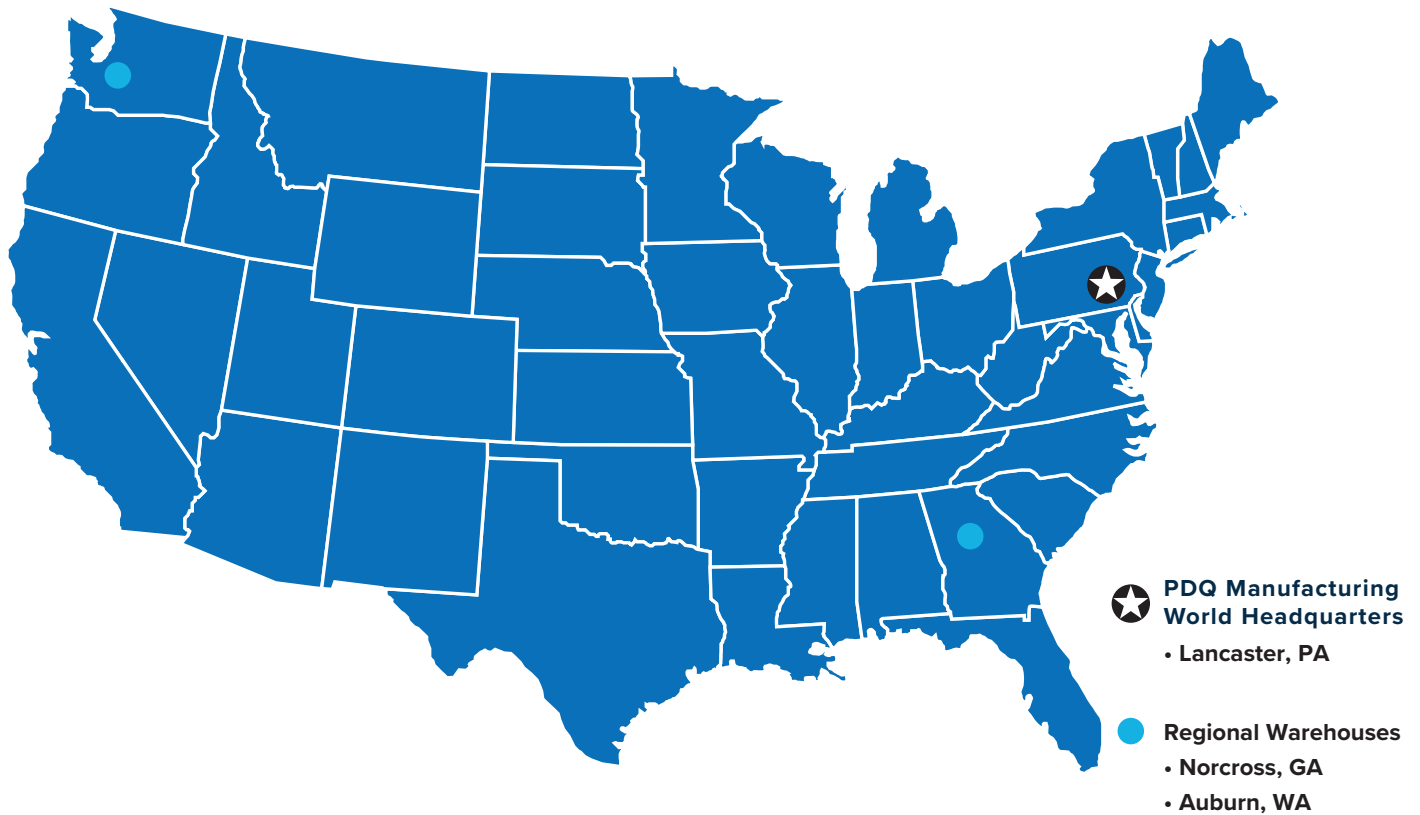 PDQ Manufacturing
World Headquarters
• Lancaster, PA
Regional Warehouses
• Norcross, GA
• Auburn, WA